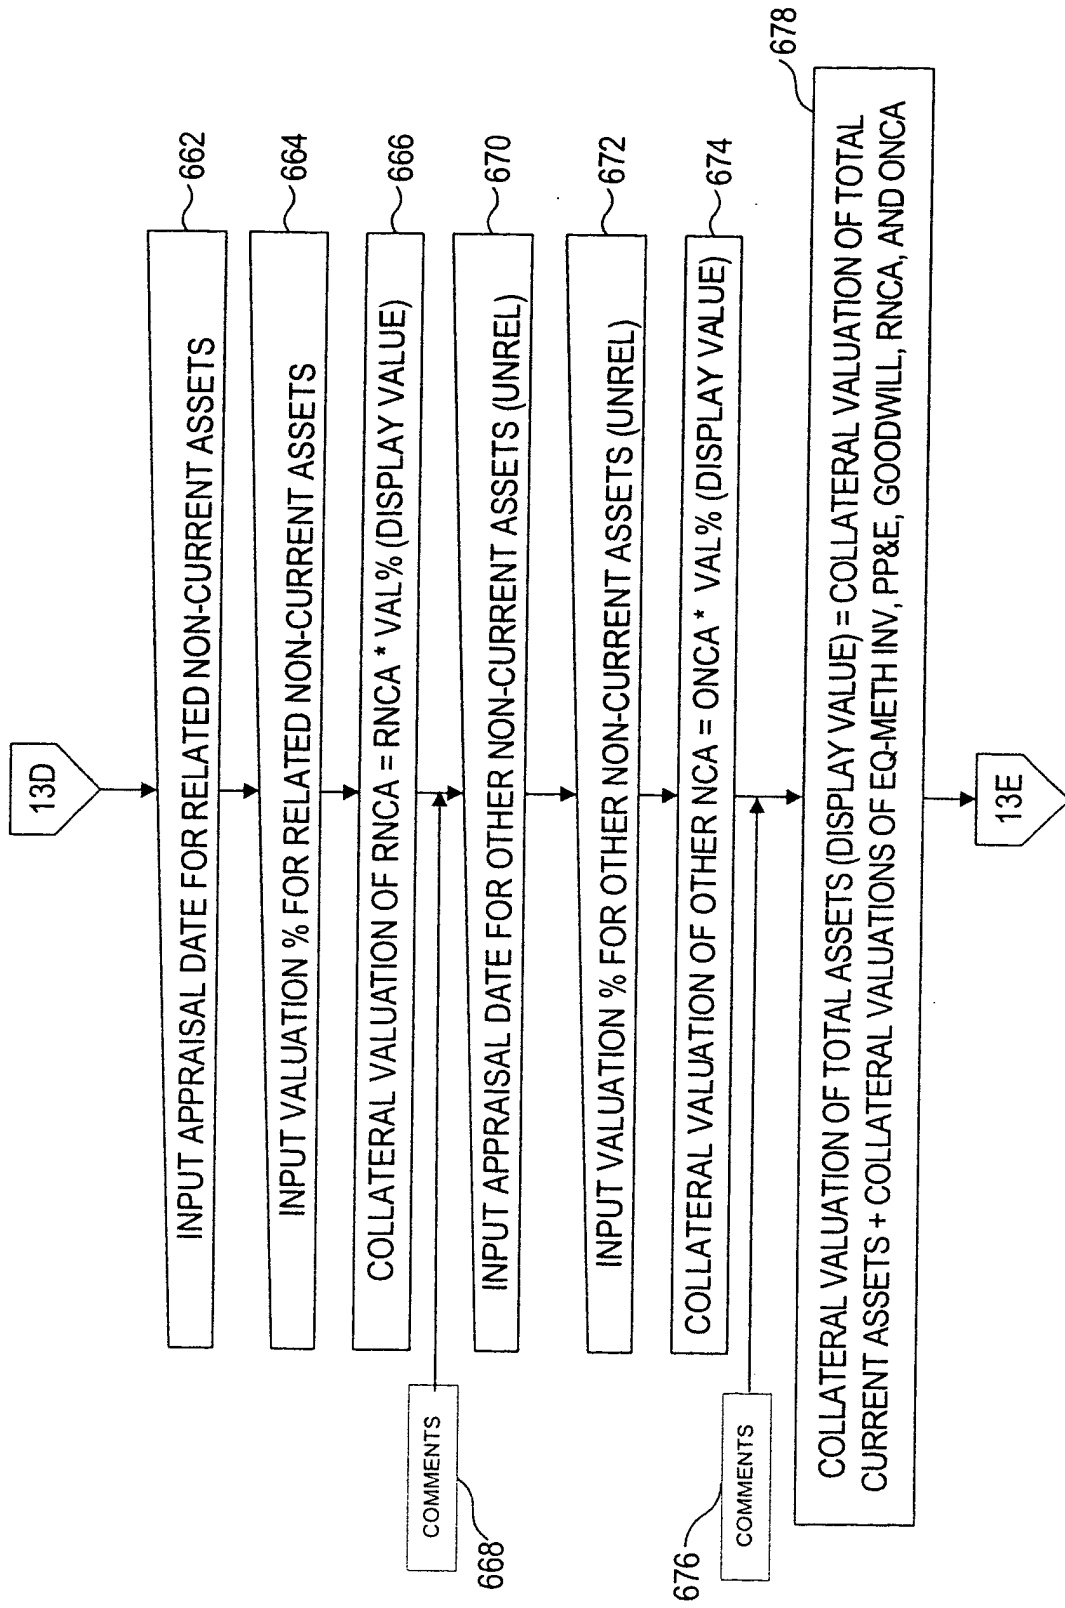 13D
INPUT APPRAISAL DATE FOR RELATED NON-CURRENT ASSETS
662
INPUT VALUATION % FOR RELATED NON-CURRENT ASSETS
664
COLLATERAL VALUATION OF RNCA = RNCA * VAL% (DISPLAY VALUE)
666
COMMENTS
668
INPUT APPRAISAL DATE FOR OTHER NON-CURRENT ASSETS (UNREL)
670
INPUT VALUATION % FOR OTHER NON-CURRENT ASSETS (UNREL)
672
COLLATERAL VALUATION OF OTHER NCA = ONCA * VAL% (DISPLAY VALUE)
674
COMMENTS
676
COLLATERAL VALUATION OF TOTAL ASSETS (DISPLAY VALUE) = COLLATERAL VALUATION OF TOTAL
CURRENT ASSETS + COLLATERAL VALUATIONS OF EQ-METH INV, PP&E, GOODWILL, RNCA, AND ONCA
678
13E